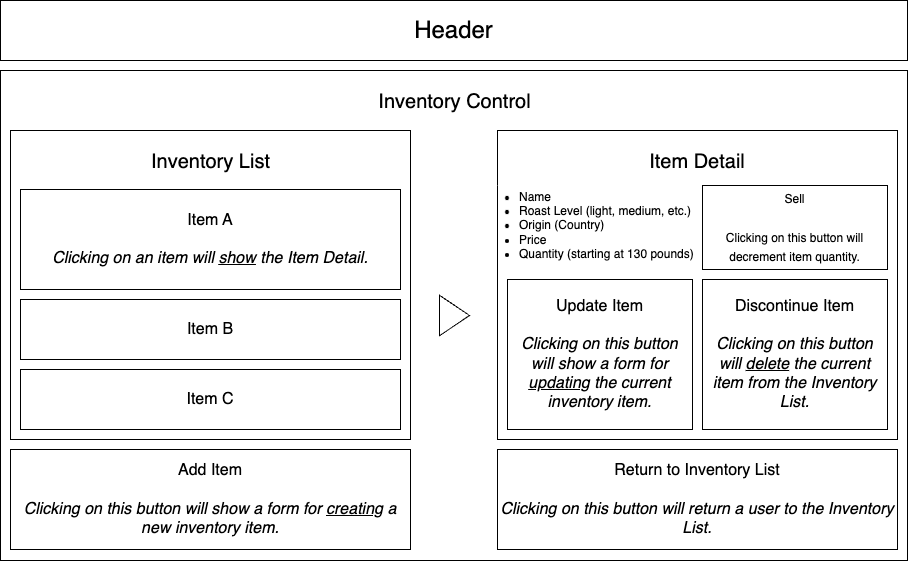 Header
Inventory Control
Inventory List
Item A
Clicking on an item will show the Item Detail.
Item B
Item C
Add Item
Clicking on this button will show a form for creating a
new inventory item.
Item Detail
• Name
• Roast Level (light, medium, etc.)
• Origin (Country)
• Price
• Quantity (starting at 130 pounds)
Sell
Clicking on this button will
decrement item quantity.
Update Item
Clicking on this button
will show a form for
updating the current
inventory item.
Discontinue Item
Clicking on this button
will delete the current
item from the Inventory
List.
Return to Inventory List
Clicking on this button will return a user to the Inventory
List.